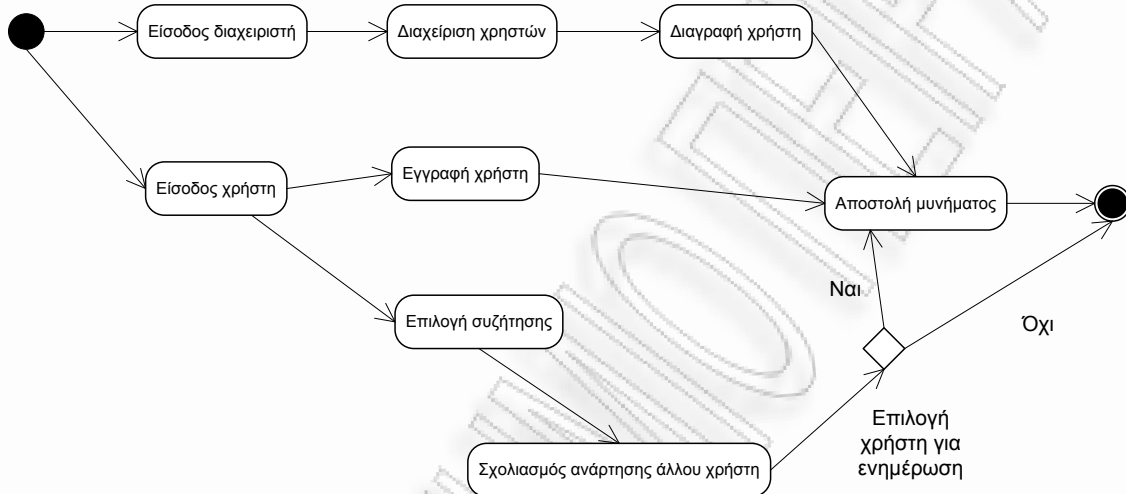 Είσοδος διαχειριστή
Διαχείριση χρηστών
Διαγραφή χρήστη
Είσοδος χρήστη
Εγγραφή χρήστη
Αποστολή μυνήματος
Ναι
Επιλογή συζήτησης
Όχι
Επιλογή
χρήστη για
ενημέρωση
Σχολιασμός ανάρτησης άλλου χρήστη